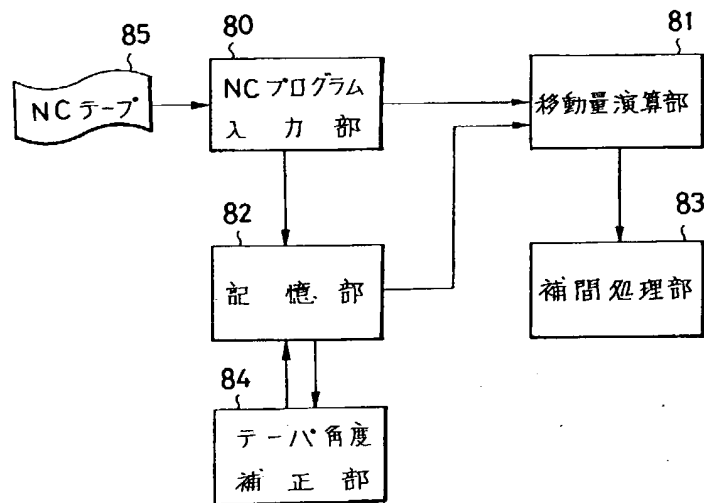 85
NCテープ
80
NCプログラム
入力部
81
移動量演算部
82
記憶部
83
補間処理部
84
テーパ角度
補正部